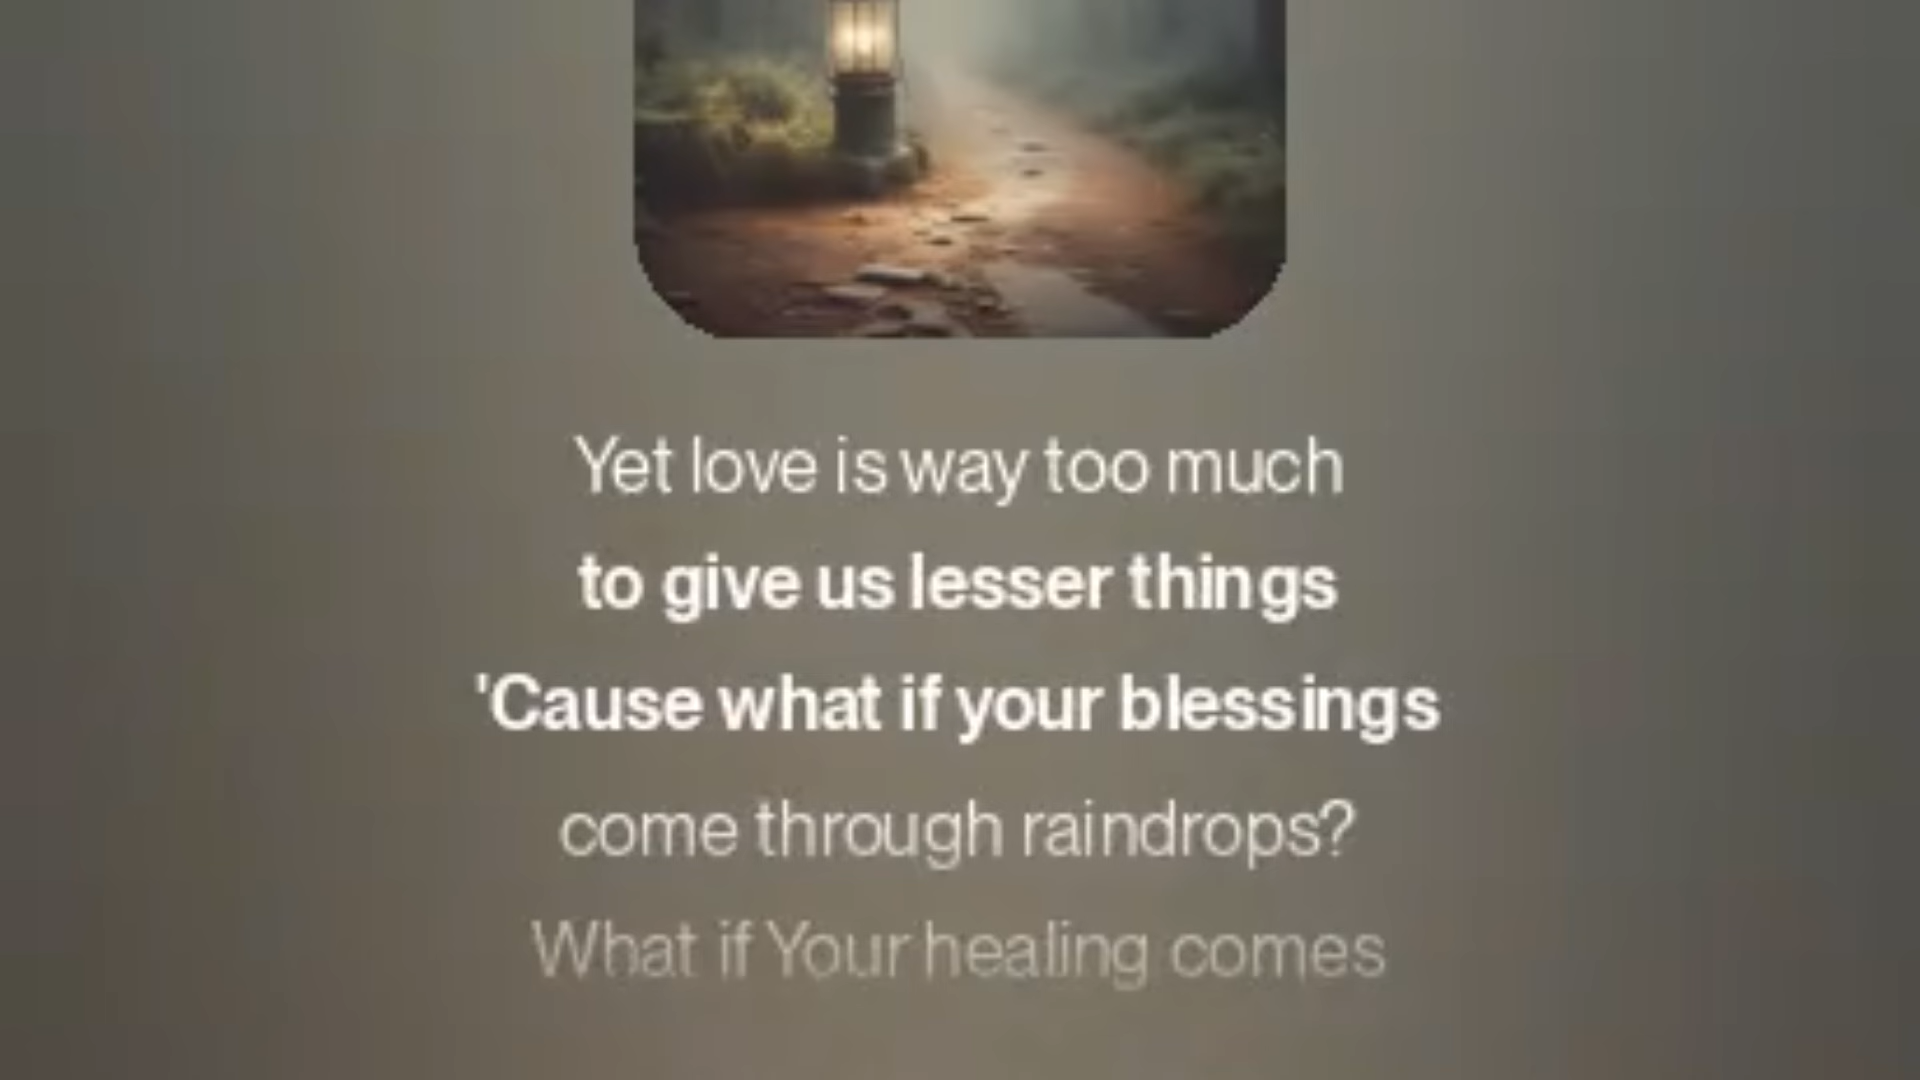 Yet love is way too much
to give us lesser things
'Cause what if your blessings
come through raindrops?
What if Your healing comes